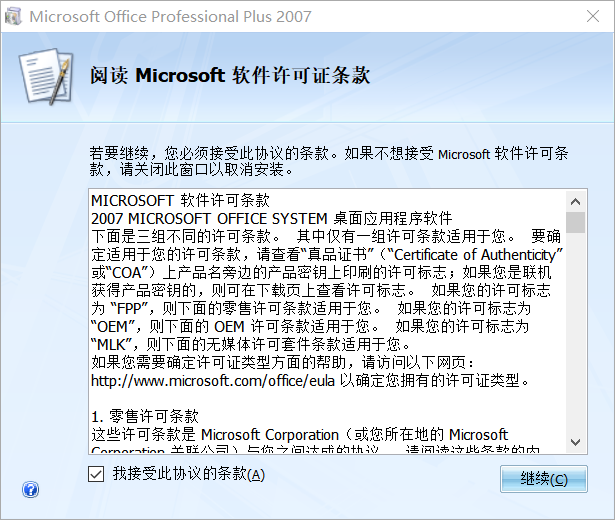 Microsoft Office Professional Plus 2007
阅读 Microsoft 软件许可证条款
若要继续，您必须接受此协议的条款。如果不想接受 Microsoft 软件许可条
款，请关闭此窗口以取消安装。
MICROSOFT 软件许可条款
2007 MICROSOFT OFFICE SYSTEM 桌面应用程序软件
下面是三组不同的许可条款。 其中仅有一组许可条款适用于您。 要确
定适用于您的许可条款，请查看“真品证书”（“Certificate of Authenticity”
或“COA”）上产品名旁边的产品密钥上印刷的许可标志；如果您是联机
获得产品密钥的，则可在下载页上查看许可标志。 如果您的许可标志
为 “FPP”，则下面的零售许可条款适用于您。 如果您的许可标志为
“OEM”，则下面的 OEM 许可条款适用于您。 如果您的许可标志为
“MLK”，则下面的无媒体许可套件条款适用于您。
如果您需要确定许可证类型方面的帮助，请访问以下网页：
http://www.microsoft.com/office/eula 以确定您拥有的许可证类型。
1. 零售许可条款
这些许可条款是 Microsoft Corporation（或您所在地的 Microsoft
Corporation 关联公司）与您之间达成的协议。 请阅读这些条款的内
我接受此协议的条款(A)
继续(C)